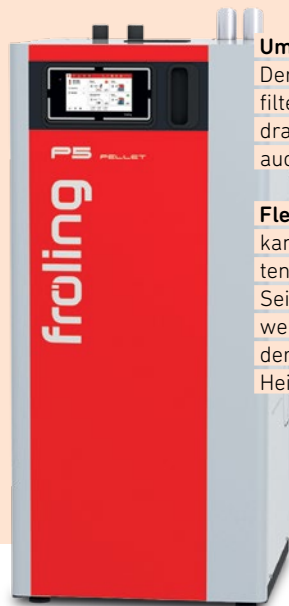 P5 PELLET
fröling
Um
Der
filte
dra
auc
Fle
kan
ten
Sei
we
der
Hei